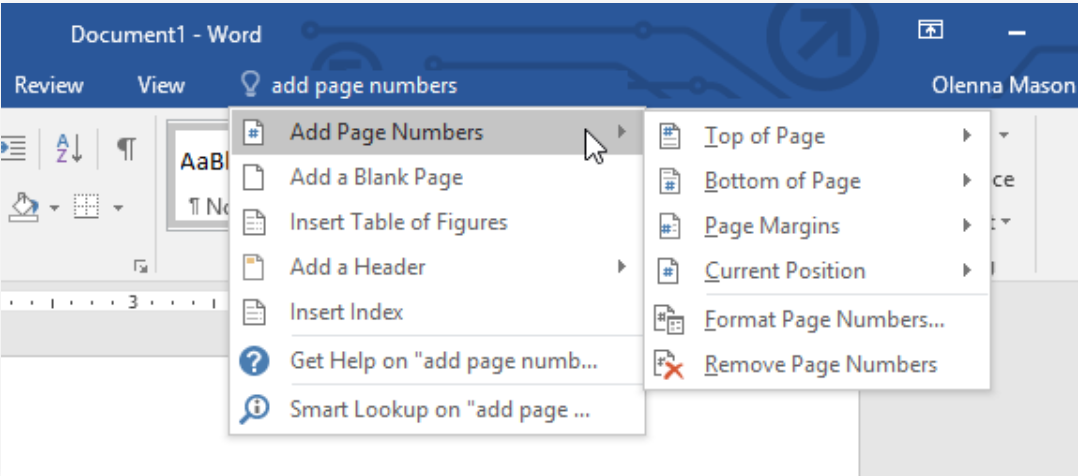 Document1 - Word
Review View add page numbers Olenna Mason
Add Page Numbers
Add a Blank Page
Insert Table of Figures
Add a Header
Insert Index
Get Help on "add page numb...
Smart Lookup on "add page ...
Top of Page
Bottom of Page
Page Margins
Current Position
Format Page Numbers...
Remove Page Numbers
A
Z
¶
AaBl
¶ No
ce
3